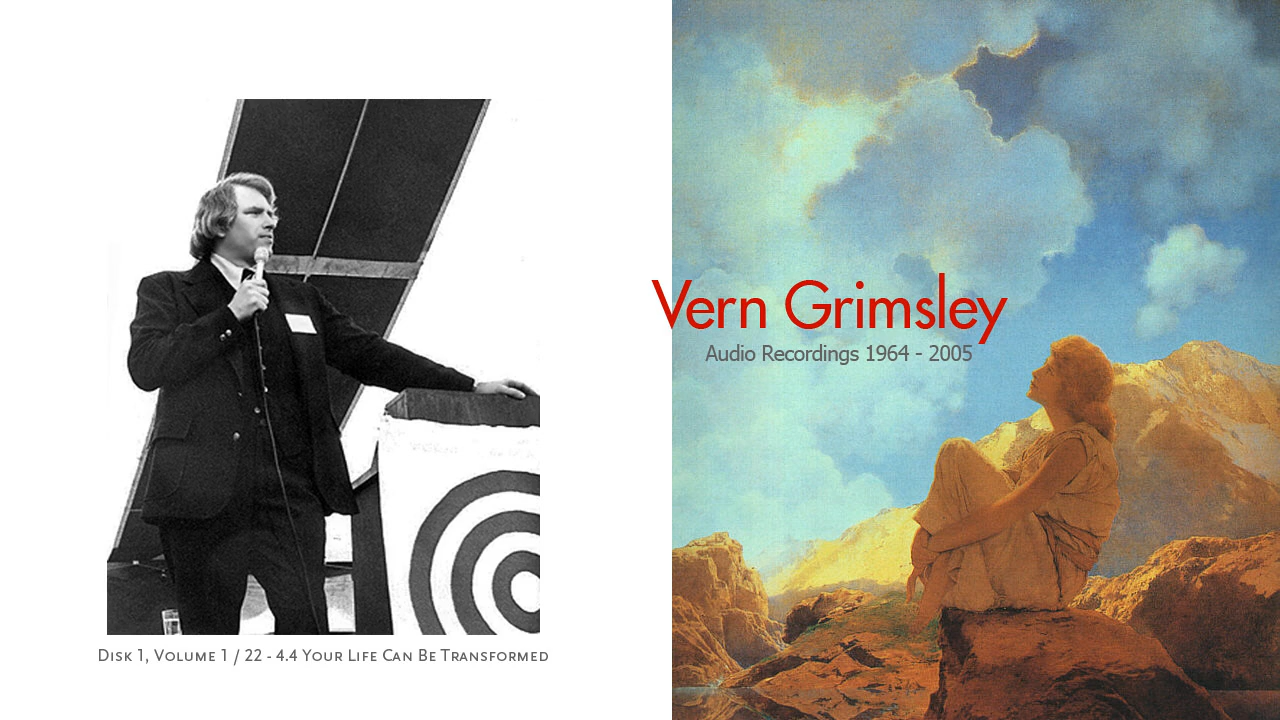 Vern Grimsley
Audio Recordings 1964 - 2005
Disk 1, Volume 1 / 22 - 4.4 Your Life Can Be Transformed